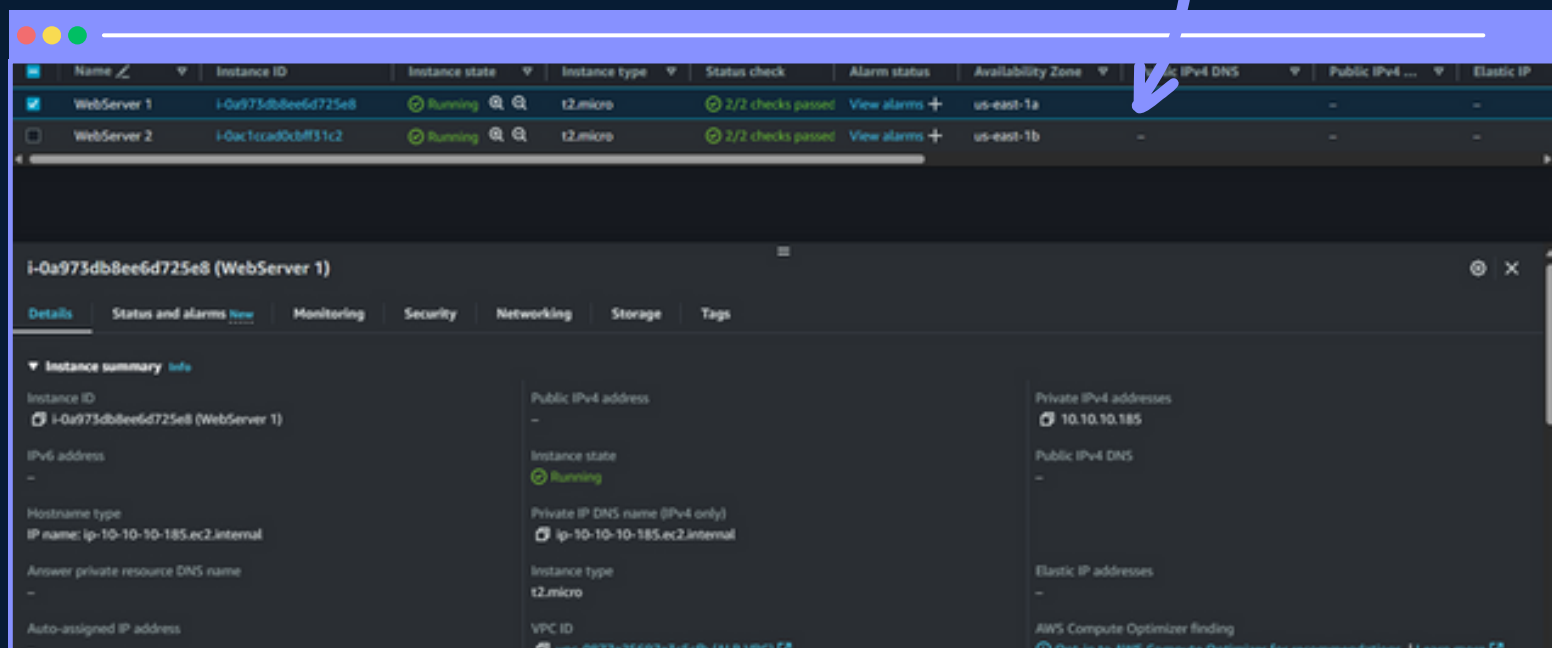 Name Instance ID Instance state Instance type Status check Alarm status Availability Zone IPv4 DNS Public IPv4 ... Elastic IP
WebServer 1 i-0a973db8ee6d725e8 Running t2.micro 2/2 checks passed View alarms + us-east-1a – –
WebServer 2 i-0ac1ccad0cbff31c2 Running t2.micro 2/2 checks passed View alarms + us-east-1b – – –
i-0a973db8ee6d725e8 (WebServer 1)
Details Status and alarms New Monitoring Security Networking Storage Tags
Instance summary Info
Instance ID Public IPv4 address Private IPv4 addresses
i-0a973db8ee6d725e8 (WebServer 1) – 10.10.10.185
IPv6 address Instance state Public IPv4 DNS
– Running –
Hostname type Private IP DNS name (IPv4 only)
IP name: ip-10-10-10-185.ec2.internal ip-10-10-10-185.ec2.internal
Answer private resource DNS name Instance type Elastic IP addresses
– t2.micro –
Auto-assigned IP address VPC ID AWS Compute Optimizer finding